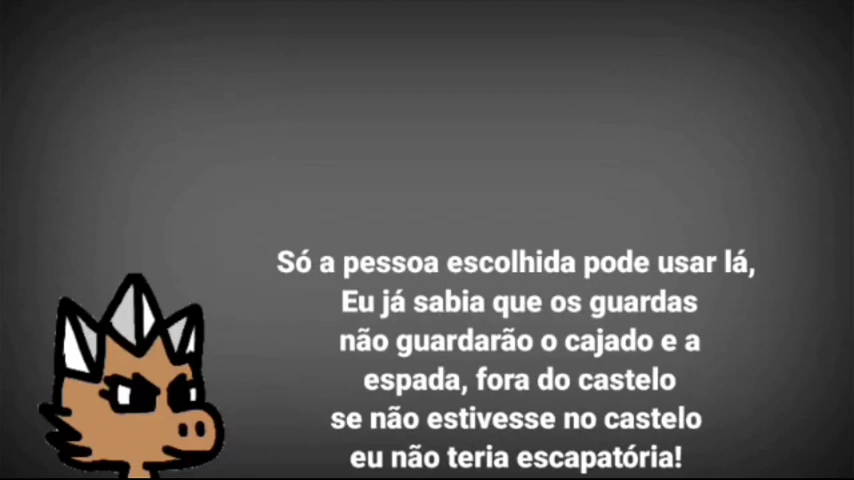 Só a pessoa escolhida pode usar lá,
Eu já sabia que os guardas
não guardarão o cajado e a
espada, fora do castelo
se não estivesse no castelo
eu não teria escapatória!